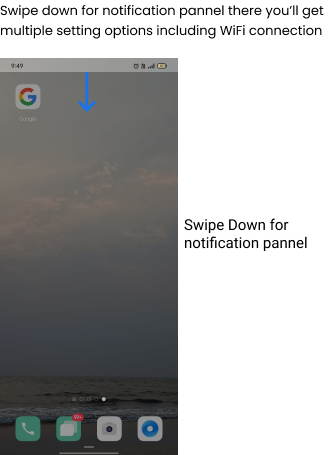 Swipe down for notification pannel there you'll get
multiple setting options including WiFi connection
9:49
Google
Swipe Down for
notification pannel